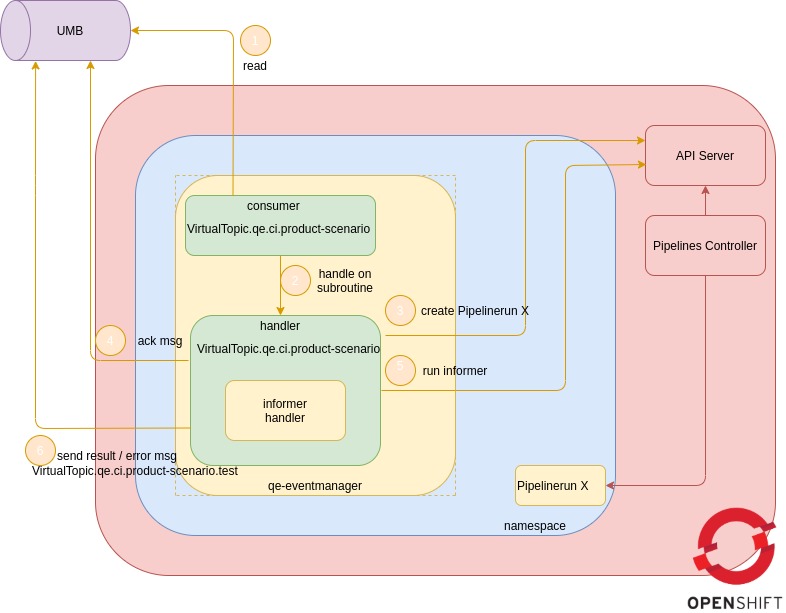 UMB
1
read
API Server
consumer
VirtualTopic.qe.ci.product-scenario
Pipelines Controller
2
handle on
subroutine
3
create Pipelinerun X
handler
4
ack msg
VirtualTopic.qe.ci.product-scenario
5
run informer
informer
handler
6
send result / error msg
VirtualTopic.qe.ci.product-scenario.test
qe-eventmanager
Pipelinerun X
namespace
OPENSHIFT